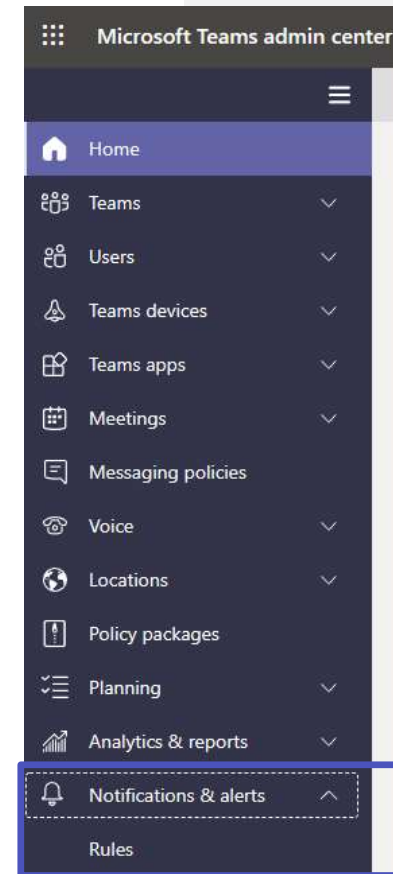 Microsoft Teams admin center
Home
Teams
Users
Teams devices
Teams apps
Meetings
Messaging policies
Voice
Locations
Policy packages
Planning
Analytics & reports
Notifications & alerts
Rules